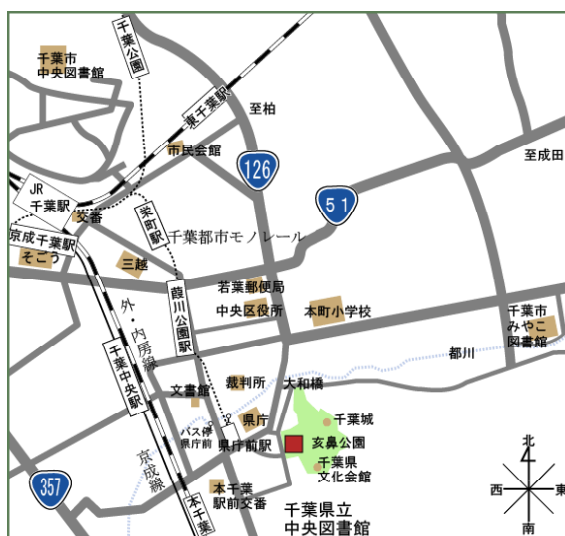 千葉市
中央図書館
千葉公園
東千葉駅
至柏
市民会館
126
至成田
51
JR
千葉駅
交番
栄町駅
千葉都市モノレール
京成千葉駅
そごう
三越
若葉郵便局
中央区役所
本町小学校
千葉市
みやこ
図書館
葭川公園駅
外・内房線
千葉中央駅
都川
裁判所
大和橋
文書館
県庁
千葉城
バス停
県庁前
県庁前駅
亥鼻公園
千葉県
文化会館
京成線
357
本千葉
本千葉
駅前交番
千葉県立
中央図書館
北
西
東
南